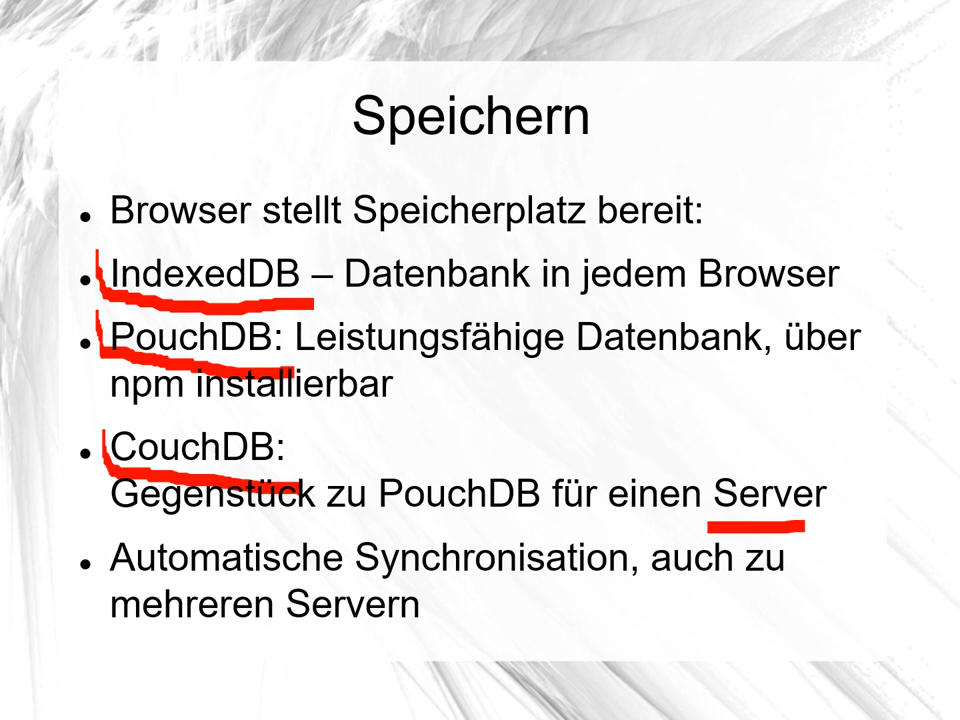 Speichern
Browser stellt Speicherplatz bereit:
IndexedDB – Datenbank in jedem Browser
PouchDB: Leistungsfähige Datenbank, über
npm installierbar
CouchDB:
Gegenstück zu PouchDB für einen Server
Automatische Synchronisation, auch zu
mehreren Servern